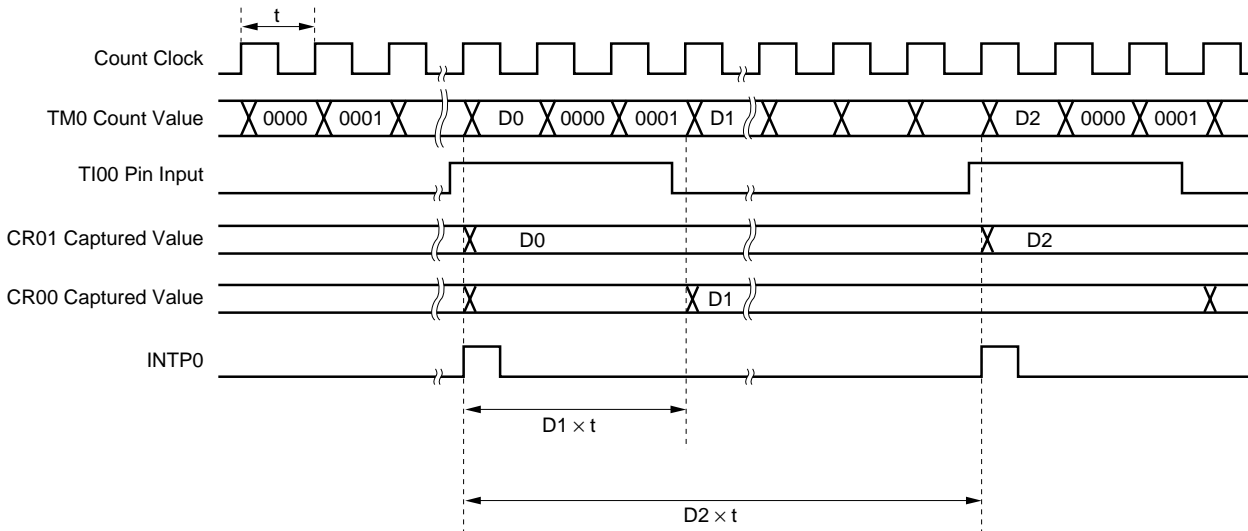 t
Count Clock
TM0 Count Value 0000 0001 D0 0000 0001 D1 D2 0000 0001
TI00 Pin Input
CR01 Captured Value D0 D2
CR00 Captured Value D1
INTP0
D1 × t
D2 × t